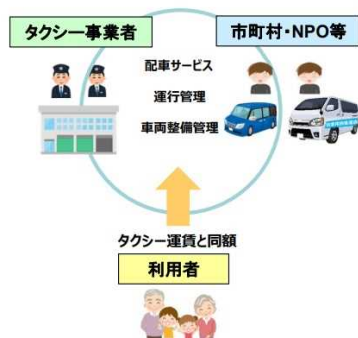 タクシー事業者
市町村・NPO等
配車サービス
運行管理
車両整備管理
タクシー運賃と同額
利用者